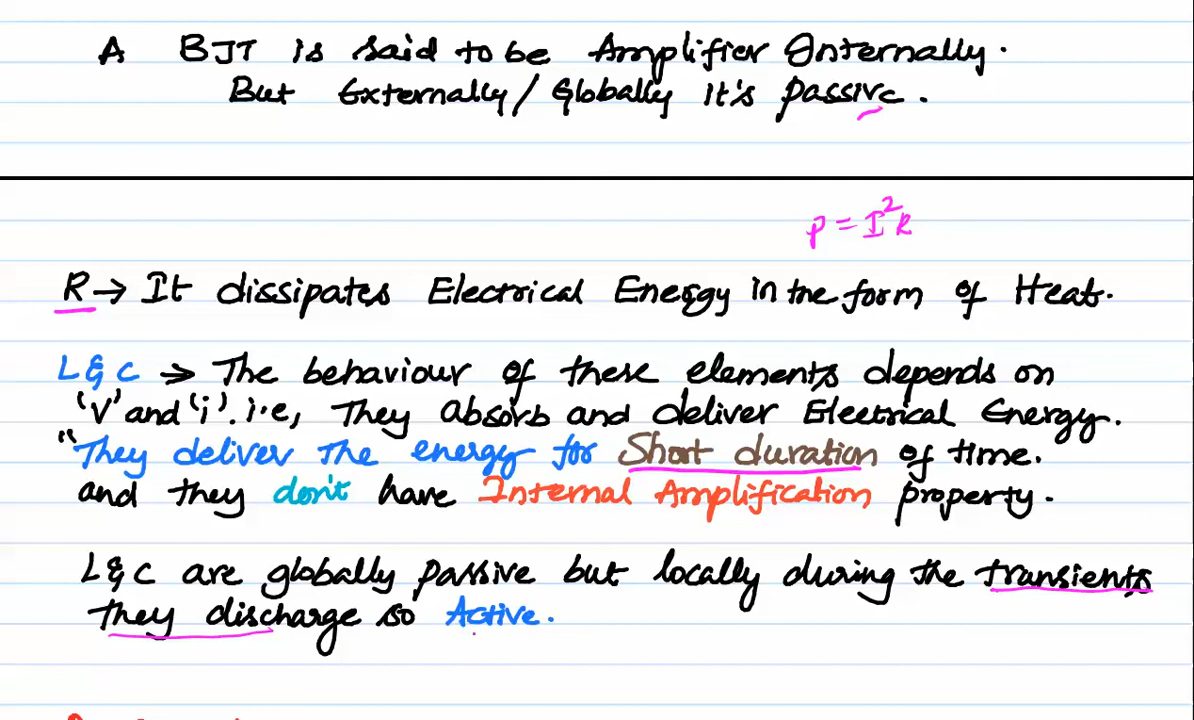 A BJT is said to be Amplifier Internally.
But Externally/Globally it's passive.
P = I²R
R → It dissipates Electrical Energy in the form of Heat.
L & C → The behaviour of these elements depends on
'V' and 'i'. i.e, They absorb and deliver Electrical Energy.
"They deliver the energy for Short duration of time.
and they don't have Internal Amplification property.
L & C are globally passive but locally during the transients
they discharge so Active.